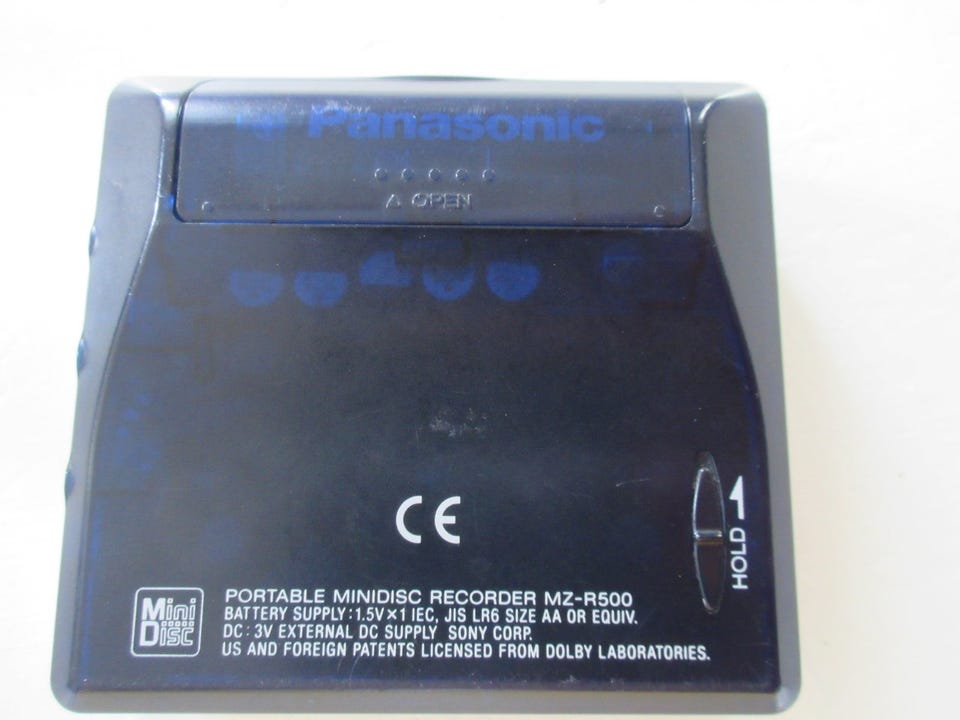 Panasonic
OPEN
CE
HOLD
Mini
Disc
PORTABLE MINIDISC RECORDER MZ-R500
BATTERY SUPPLY : 1.5V×1 IEC, JIS LR6 SIZE AA OR EQUIV.
DC : 3V EXTERNAL DC SUPPLY SONY CORP.
US AND FOREIGN PATENTS LICENSED FROM DOLBY LABORATORIES.